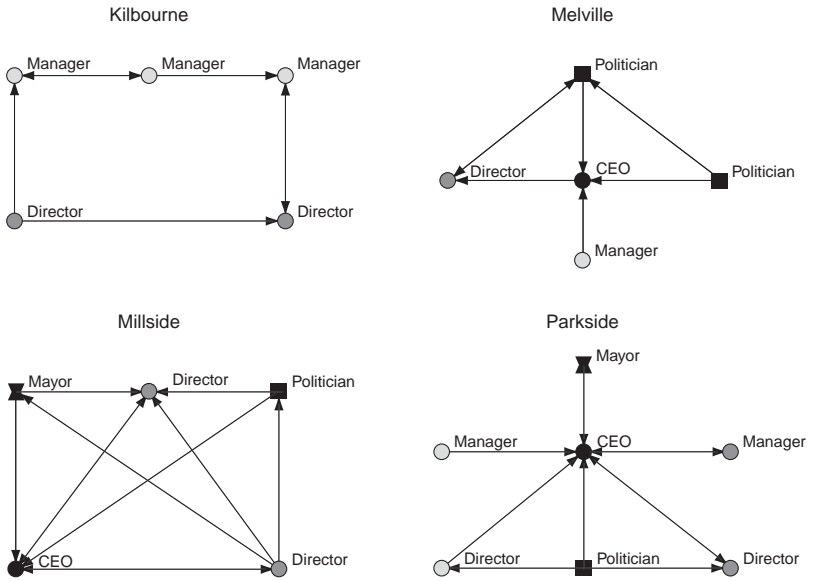 Kilbourne
Manager Manager Manager
Director Director
Melville
Politician
Director CEO Politician
Manager
Millside
Mayor Director Politician
CEO Director
Parkside
Mayor
Manager CEO Manager
Director Politician Director